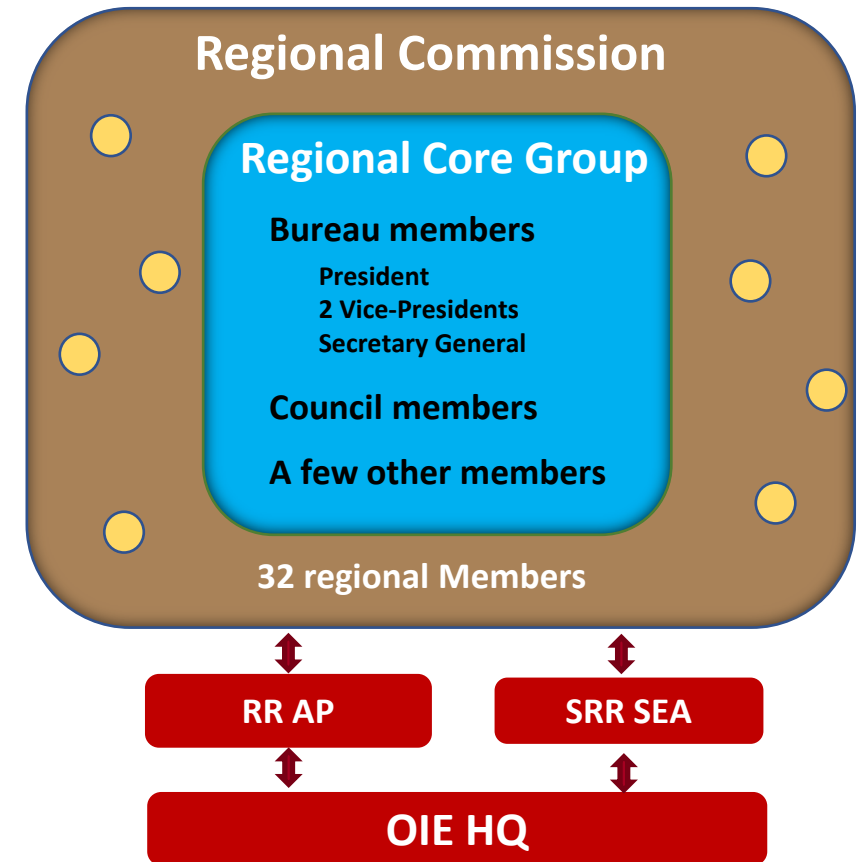 Regional Commission
Regional Core Group
Bureau members
President
2 Vice-Presidents
Secretary General
Council members
A few other members
32 regional Members
RR AP
SRR SEA
OIE HQ